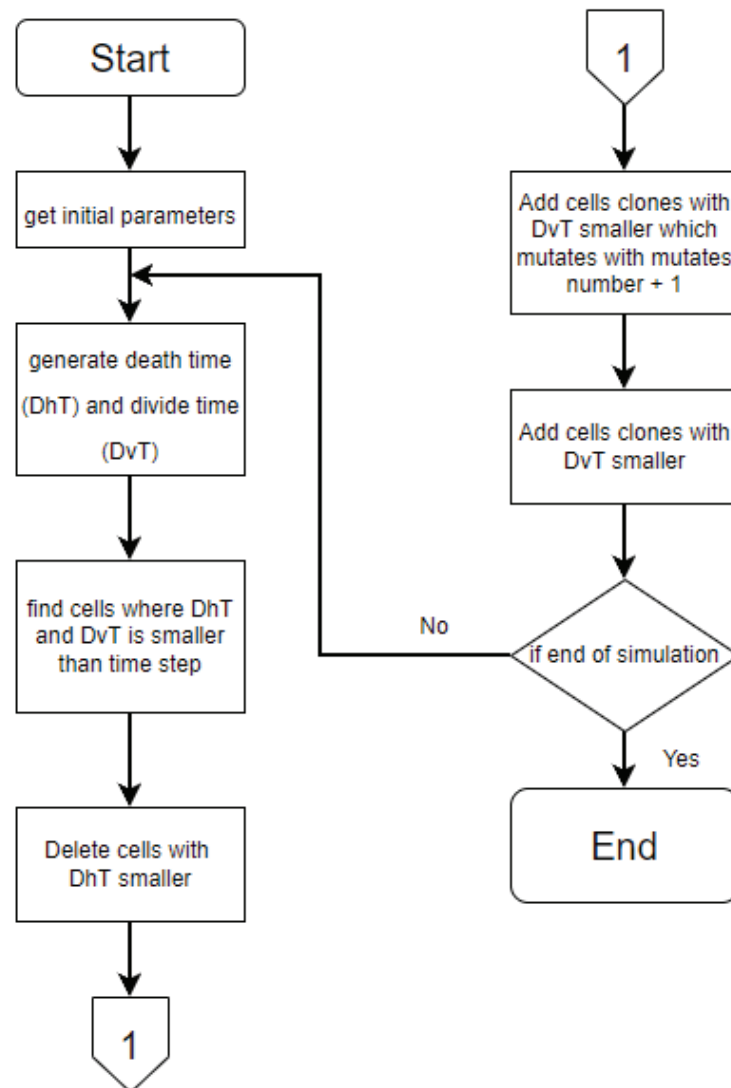 Start
get initial parameters
generate death time
(DhT) and divide time
(DvT)
find cells where DhT
and DvT is smaller
than time step
Delete cells with
DhT smaller
1
1
Add cells clones with
DvT smaller which
mutates with mutates
number + 1
Add cells clones with
DvT smaller
if end of simulation
No
Yes
End